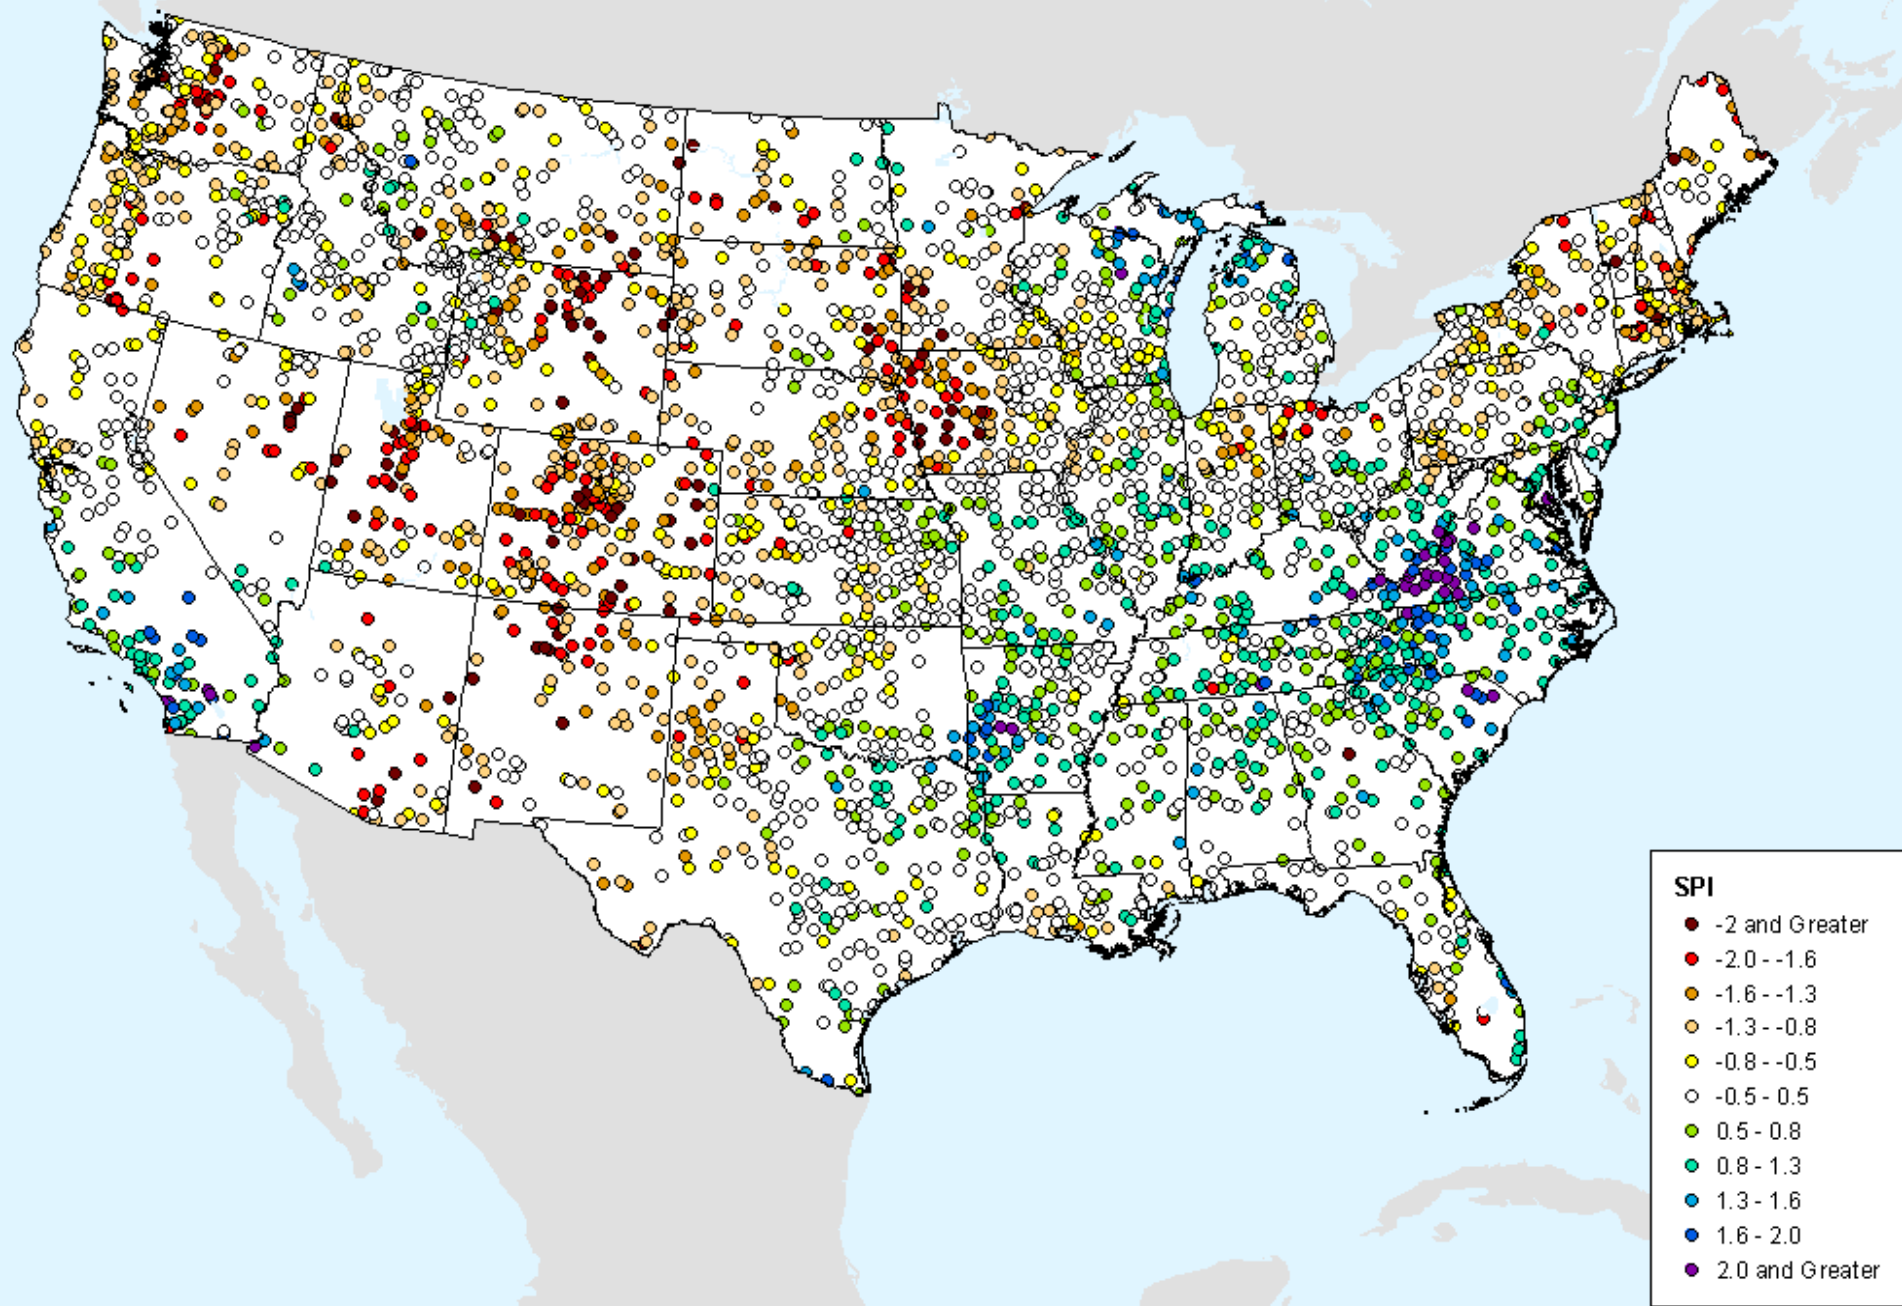 SPI
-2 and Greater
-2.0 - -1.6
-1.6 - -1.3
-1.3 - -0.8
-0.8 - -0.5
-0.5 - 0.5
0.5 - 0.8
0.8 - 1.3
1.3 - 1.6
1.6 - 2.0
2.0 and Greater